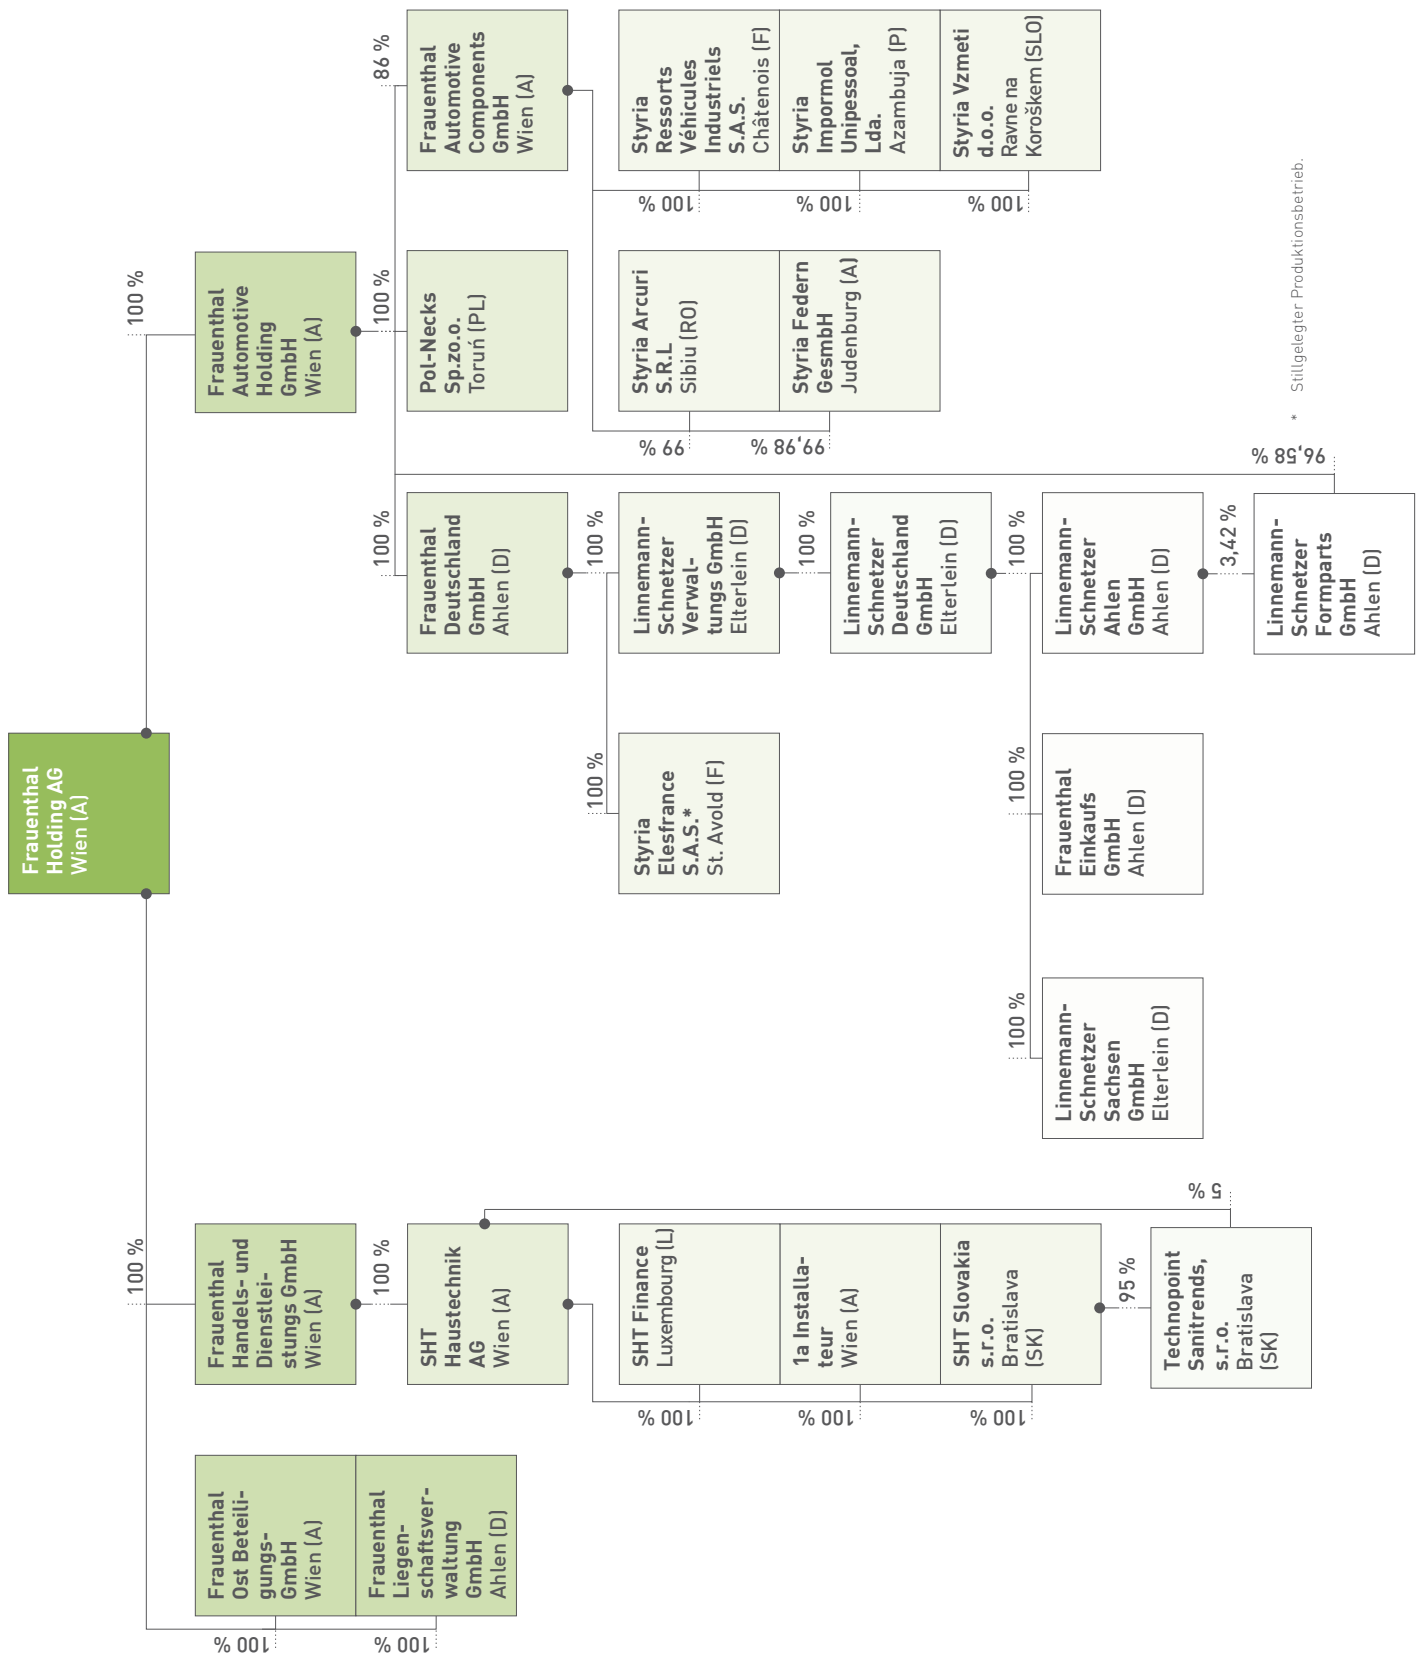 Frauenthal
Holding AG
Wien (A)
100 %
100 %
100 %
100 %
Frauenthal
Ost Beteili-
gungs-
GmbH
Wien (A)
Frauenthal
Liegen-
schaftsver-
waltung
GmbH
Ahlen (D)
Frauenthal
Handels- und
Dienstlei-
stungs GmbH
Wien (A)
100 %
SHT
Haustechnik
AG
Wien (A)
100 %
SHT Finance
Luxembourg (L)
100 %
1a Installa-
teur
Wien (A)
100 %
SHT Slovakia
s.r.o.
Bratislava
(SK)
95 %
5 %
Technopoint
Sanitrends,
s.r.o.
Bratislava
(SK)
Frauenthal
Automotive
Holding
GmbH
Wien (A)
100 %
Frauenthal
Deutschland
GmbH
Ahlen (D)
100 %
Styria
Elesfrance
S.A.S.*
St. Avold (F)
100 %
Linnemann-
Schnetzer
Verwal-
tungs GmbH
Elterlein (D)
100 %
Linnemann-
Schnetzer
Deutschland
GmbH
Elterlein (D)
100 %
Linnemann-
Schnetzer
Sachsen
GmbH
Elterlein (D)
100 %
Frauenthal
Einkaufs
GmbH
Ahlen (D)
100 %
Linnemann-
Schnetzer
Ahlen
GmbH
Ahlen (D)
3,42 %
96,58 %
Linnemann-
Schnetzer
Formparts
GmbH
Ahlen (D)
100 %
Pol-Necks
Sp.zo.o.
Toruń (PL)
86 %
Frauenthal
Automotive
Components
GmbH
Wien (A)
99 %
Styria Arcuri
S.R.L
Sibiu (RO)
99,98 %
Styria Federn
GesmbH
Judenburg (A)
100 %
Styria
Ressorts
Véhicules
Industriels
S.A.S.
Châtenois (F)
100 %
Styria
Impormol
Unipessoal,
Lda.
Azambuja (P)
100 %
Styria Vzmeti
d.o.o.
Ravne na
Koroškem (SLO)
* Stillgelegter Produktionsbetrieb.